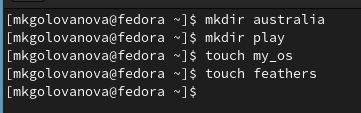 [mkgolovanova@fedora ~]$ mkdir australia
[mkgolovanova@fedora ~]$ mkdir play
[mkgolovanova@fedora ~]$ touch my_os
[mkgolovanova@fedora ~]$ touch feathers
[mkgolovanova@fedora ~]$